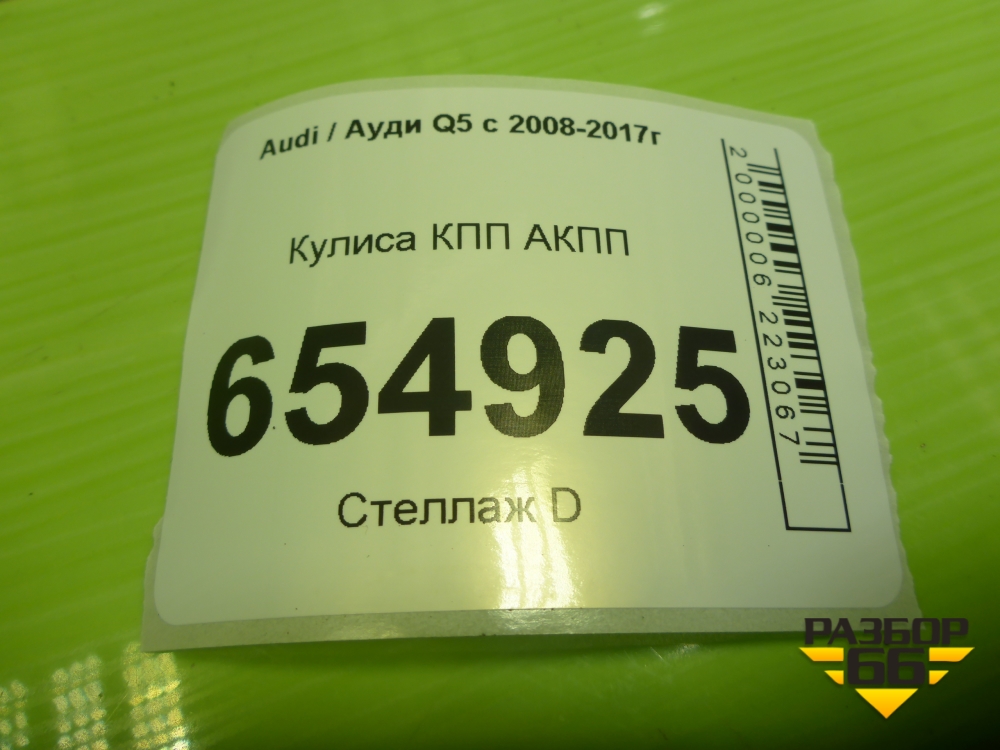 Audi / Ауди Q5 с 2008-2017г
Кулиса КПП АКПП
654925
Стеллаж D
2000006223067
РАЗБОР
66